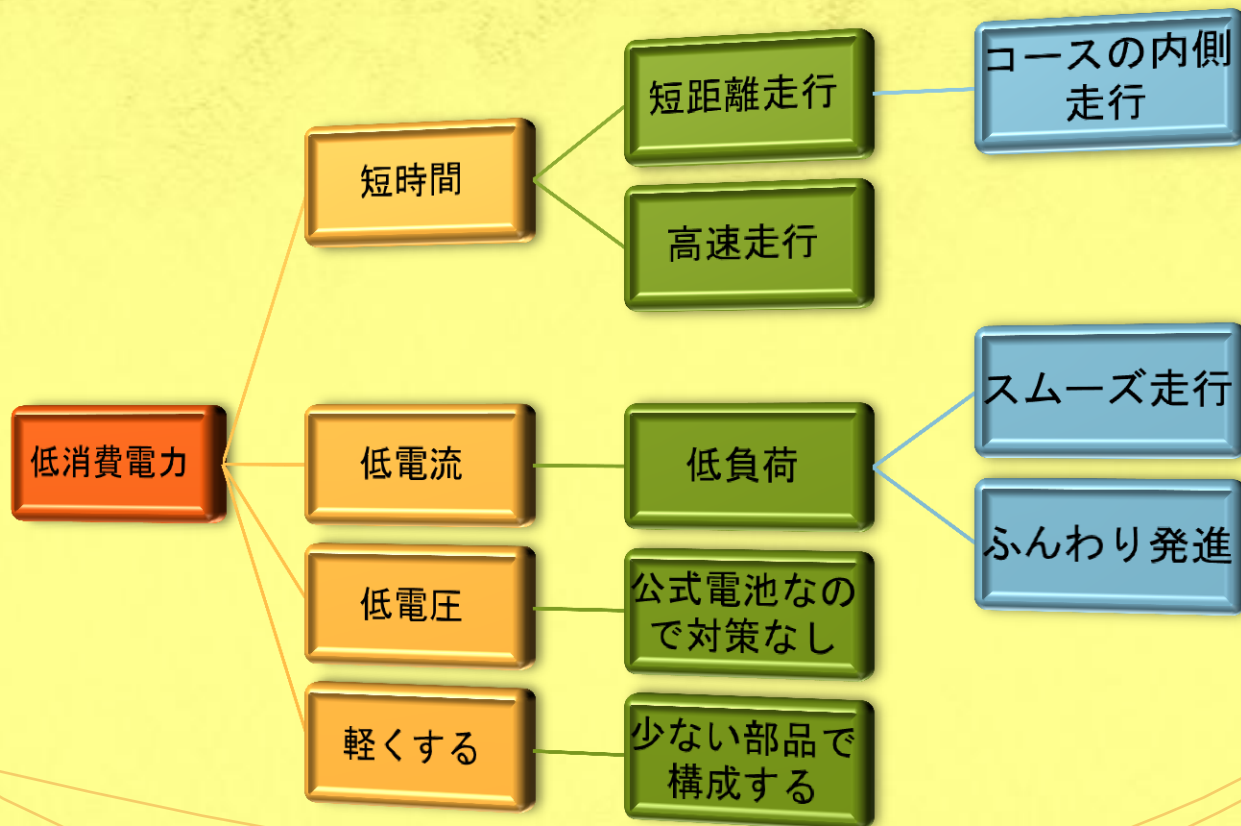 低消費電力
短時間
短距離走行
コースの内側
走行
高速走行
低電流
低負荷
スムーズ走行
ふんわり発進
低電圧
公式電池なの
で対策なし
軽くする
少ない部品で
構成する